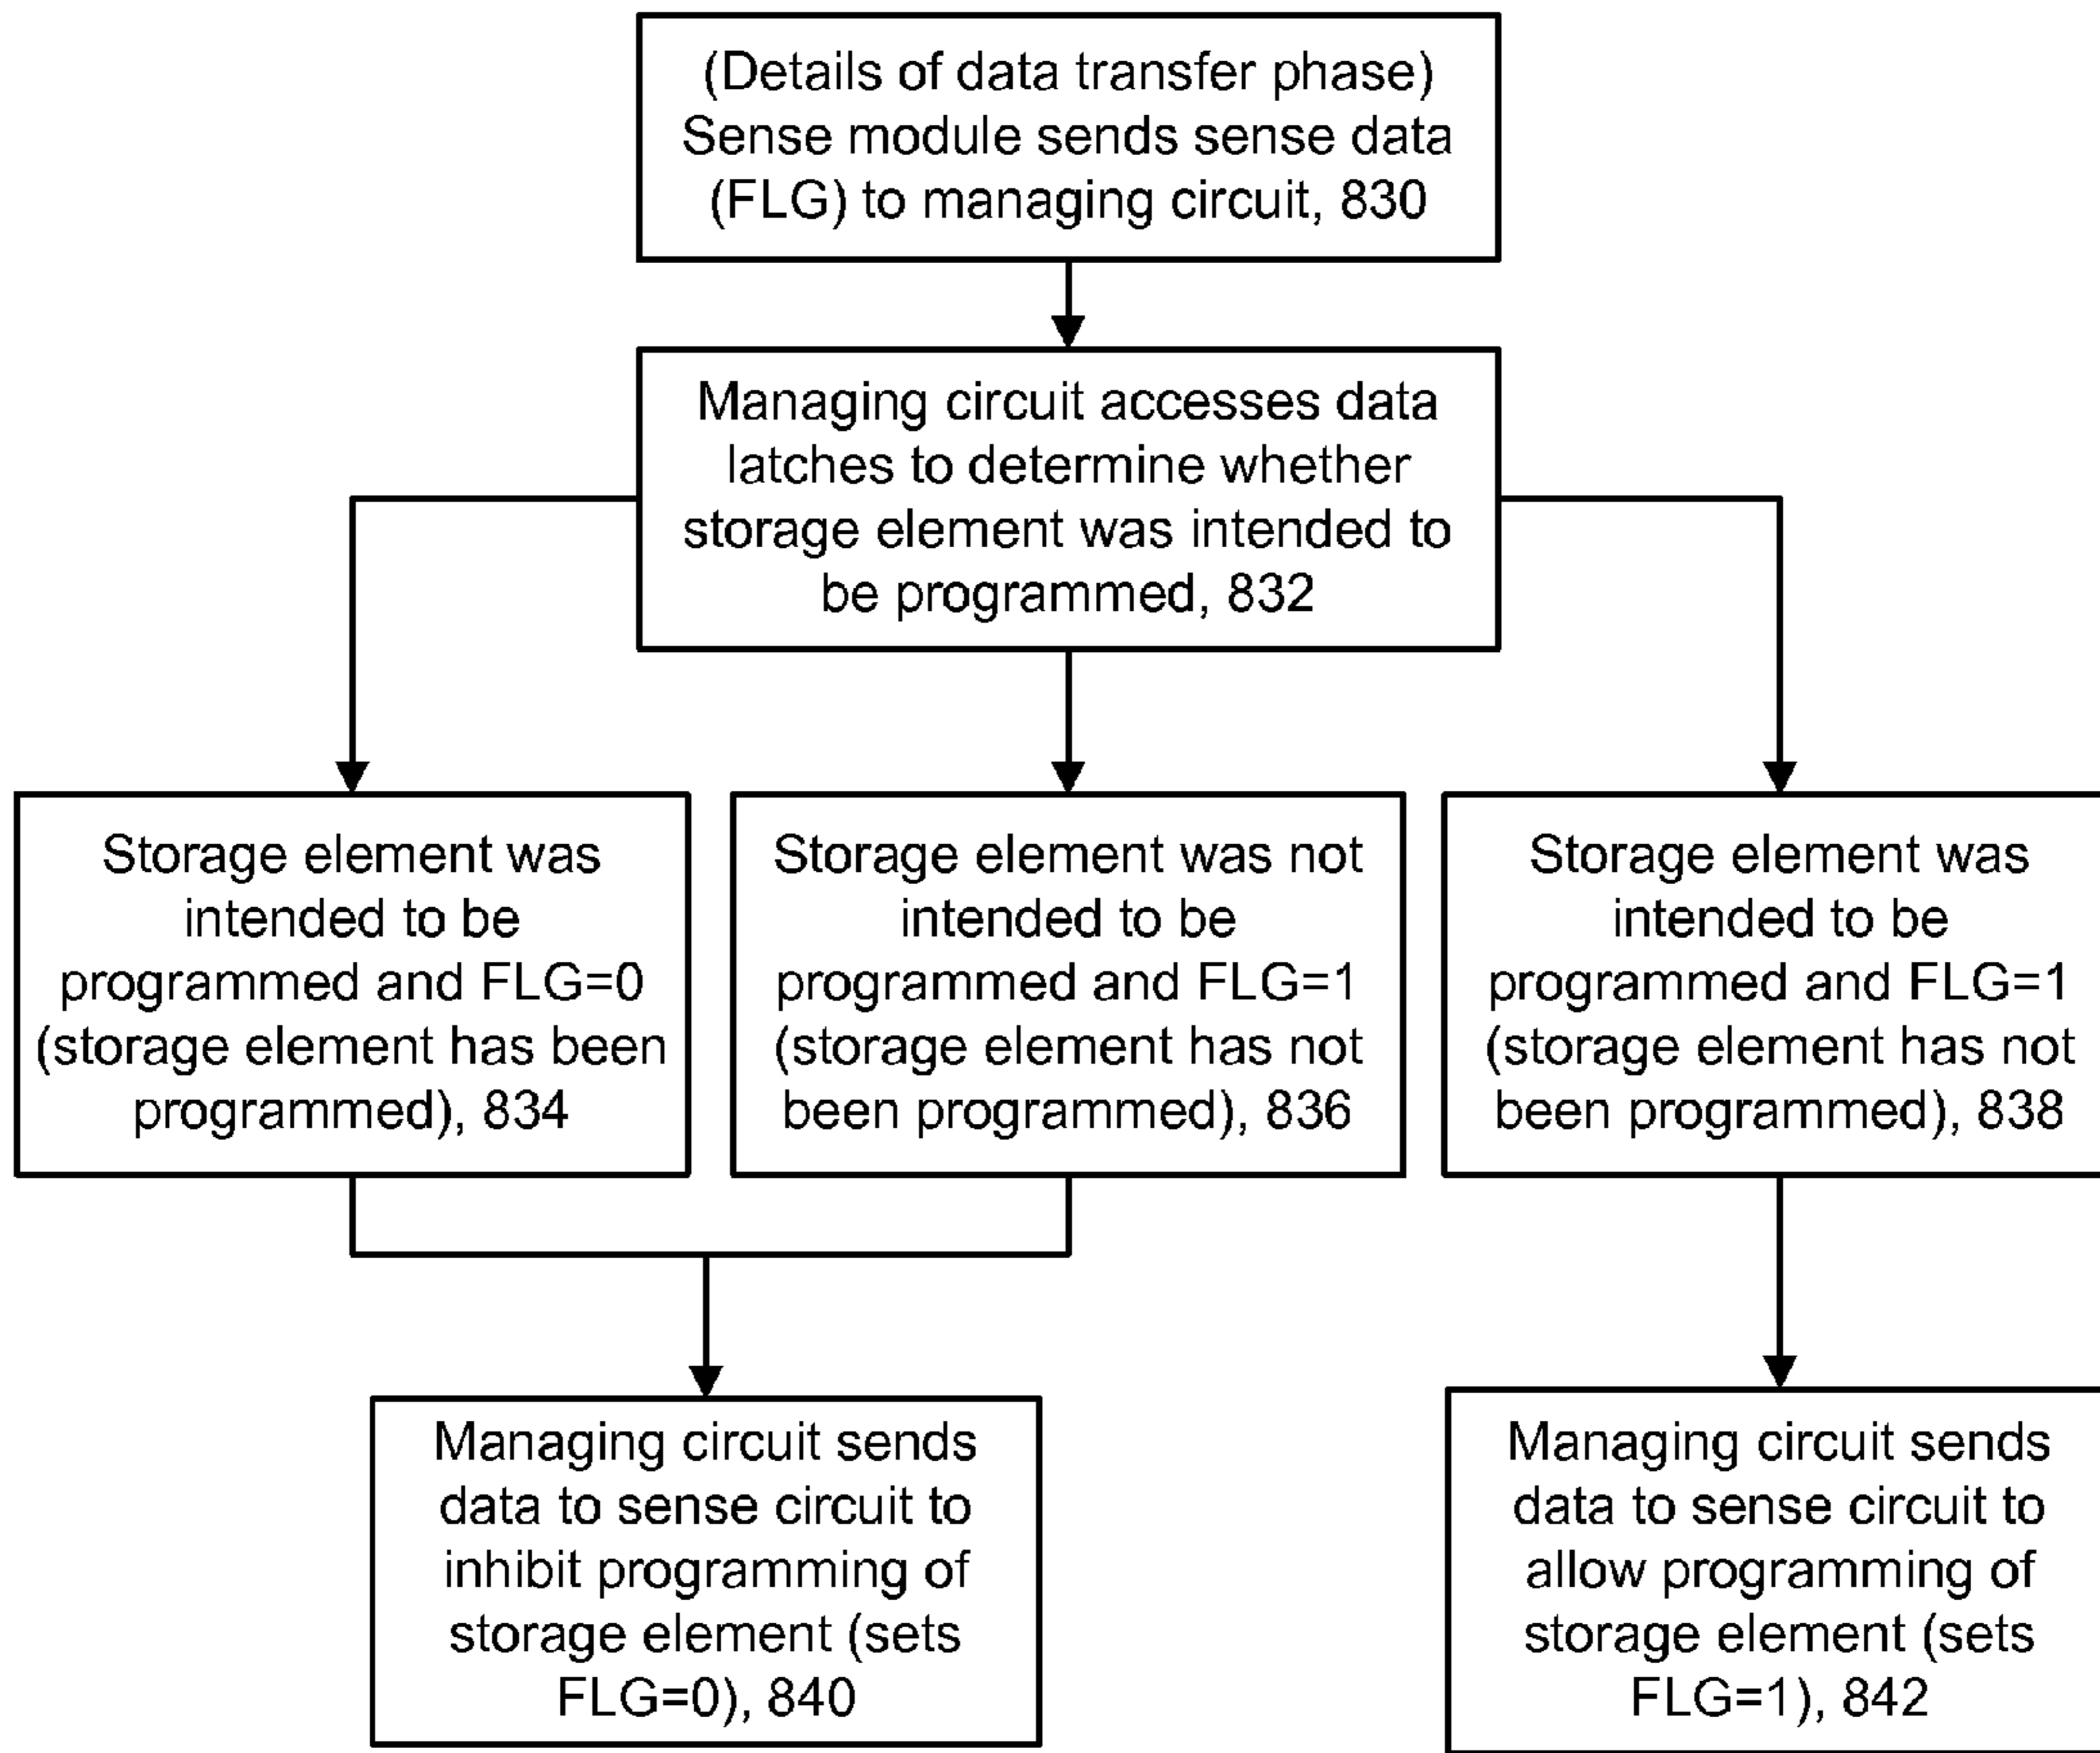 (Details of data transfer phase)
Sense module sends sense data
(FLG) to managing circuit, 830
Managing circuit accesses data
latches to determine whether
storage element was intended to
be programmed, 832
Storage element was
intended to be
programmed and FLG=0
(storage element has been
programmed), 834
Storage element was not
intended to be
programmed and FLG=1
(storage element has not
been programmed), 836
Storage element was
intended to be
programmed and FLG=1
(storage element has not
been programmed), 838
Managing circuit sends
data to sense circuit to
inhibit programming of
storage element (sets
FLG=0), 840
Managing circuit sends
data to sense circuit to
allow programming of
storage element (sets
FLG=1), 842